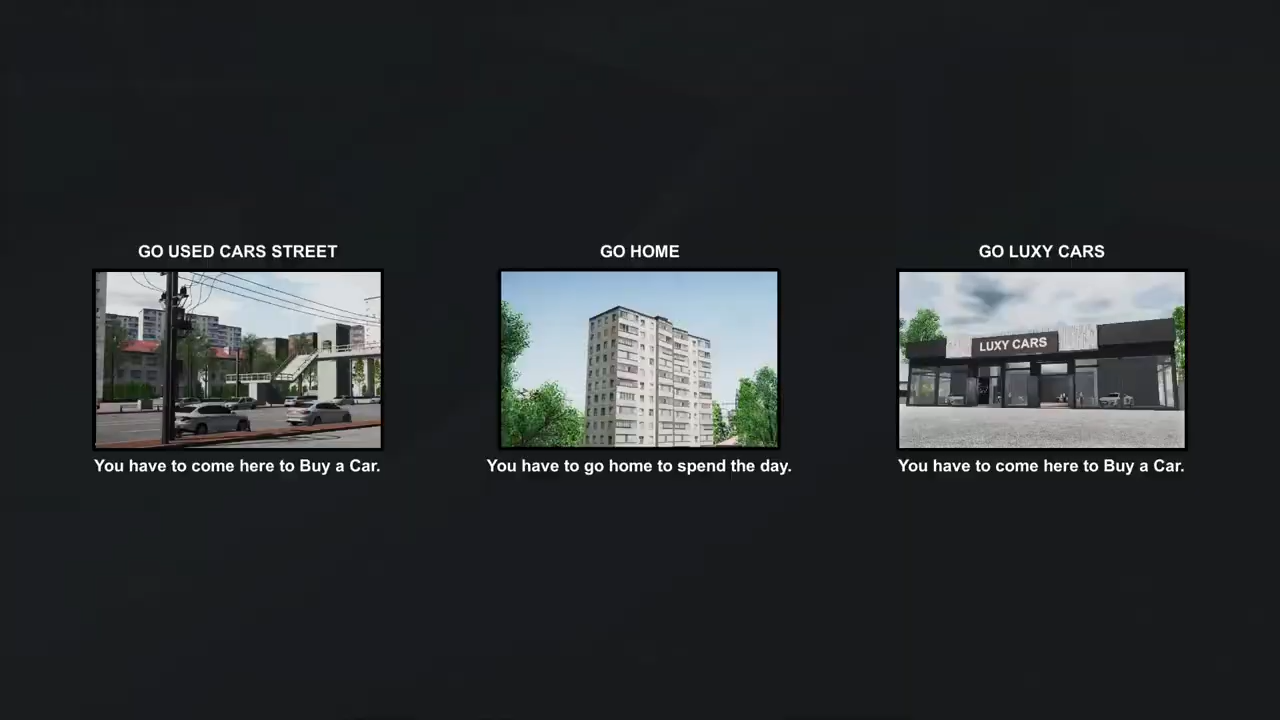 GO USED CARS STREET
You have to come here to Buy a Car.
GO HOME
You have to go home to spend the day.
GO LUXY CARS
LUXY CARS
You have to come here to Buy a Car.